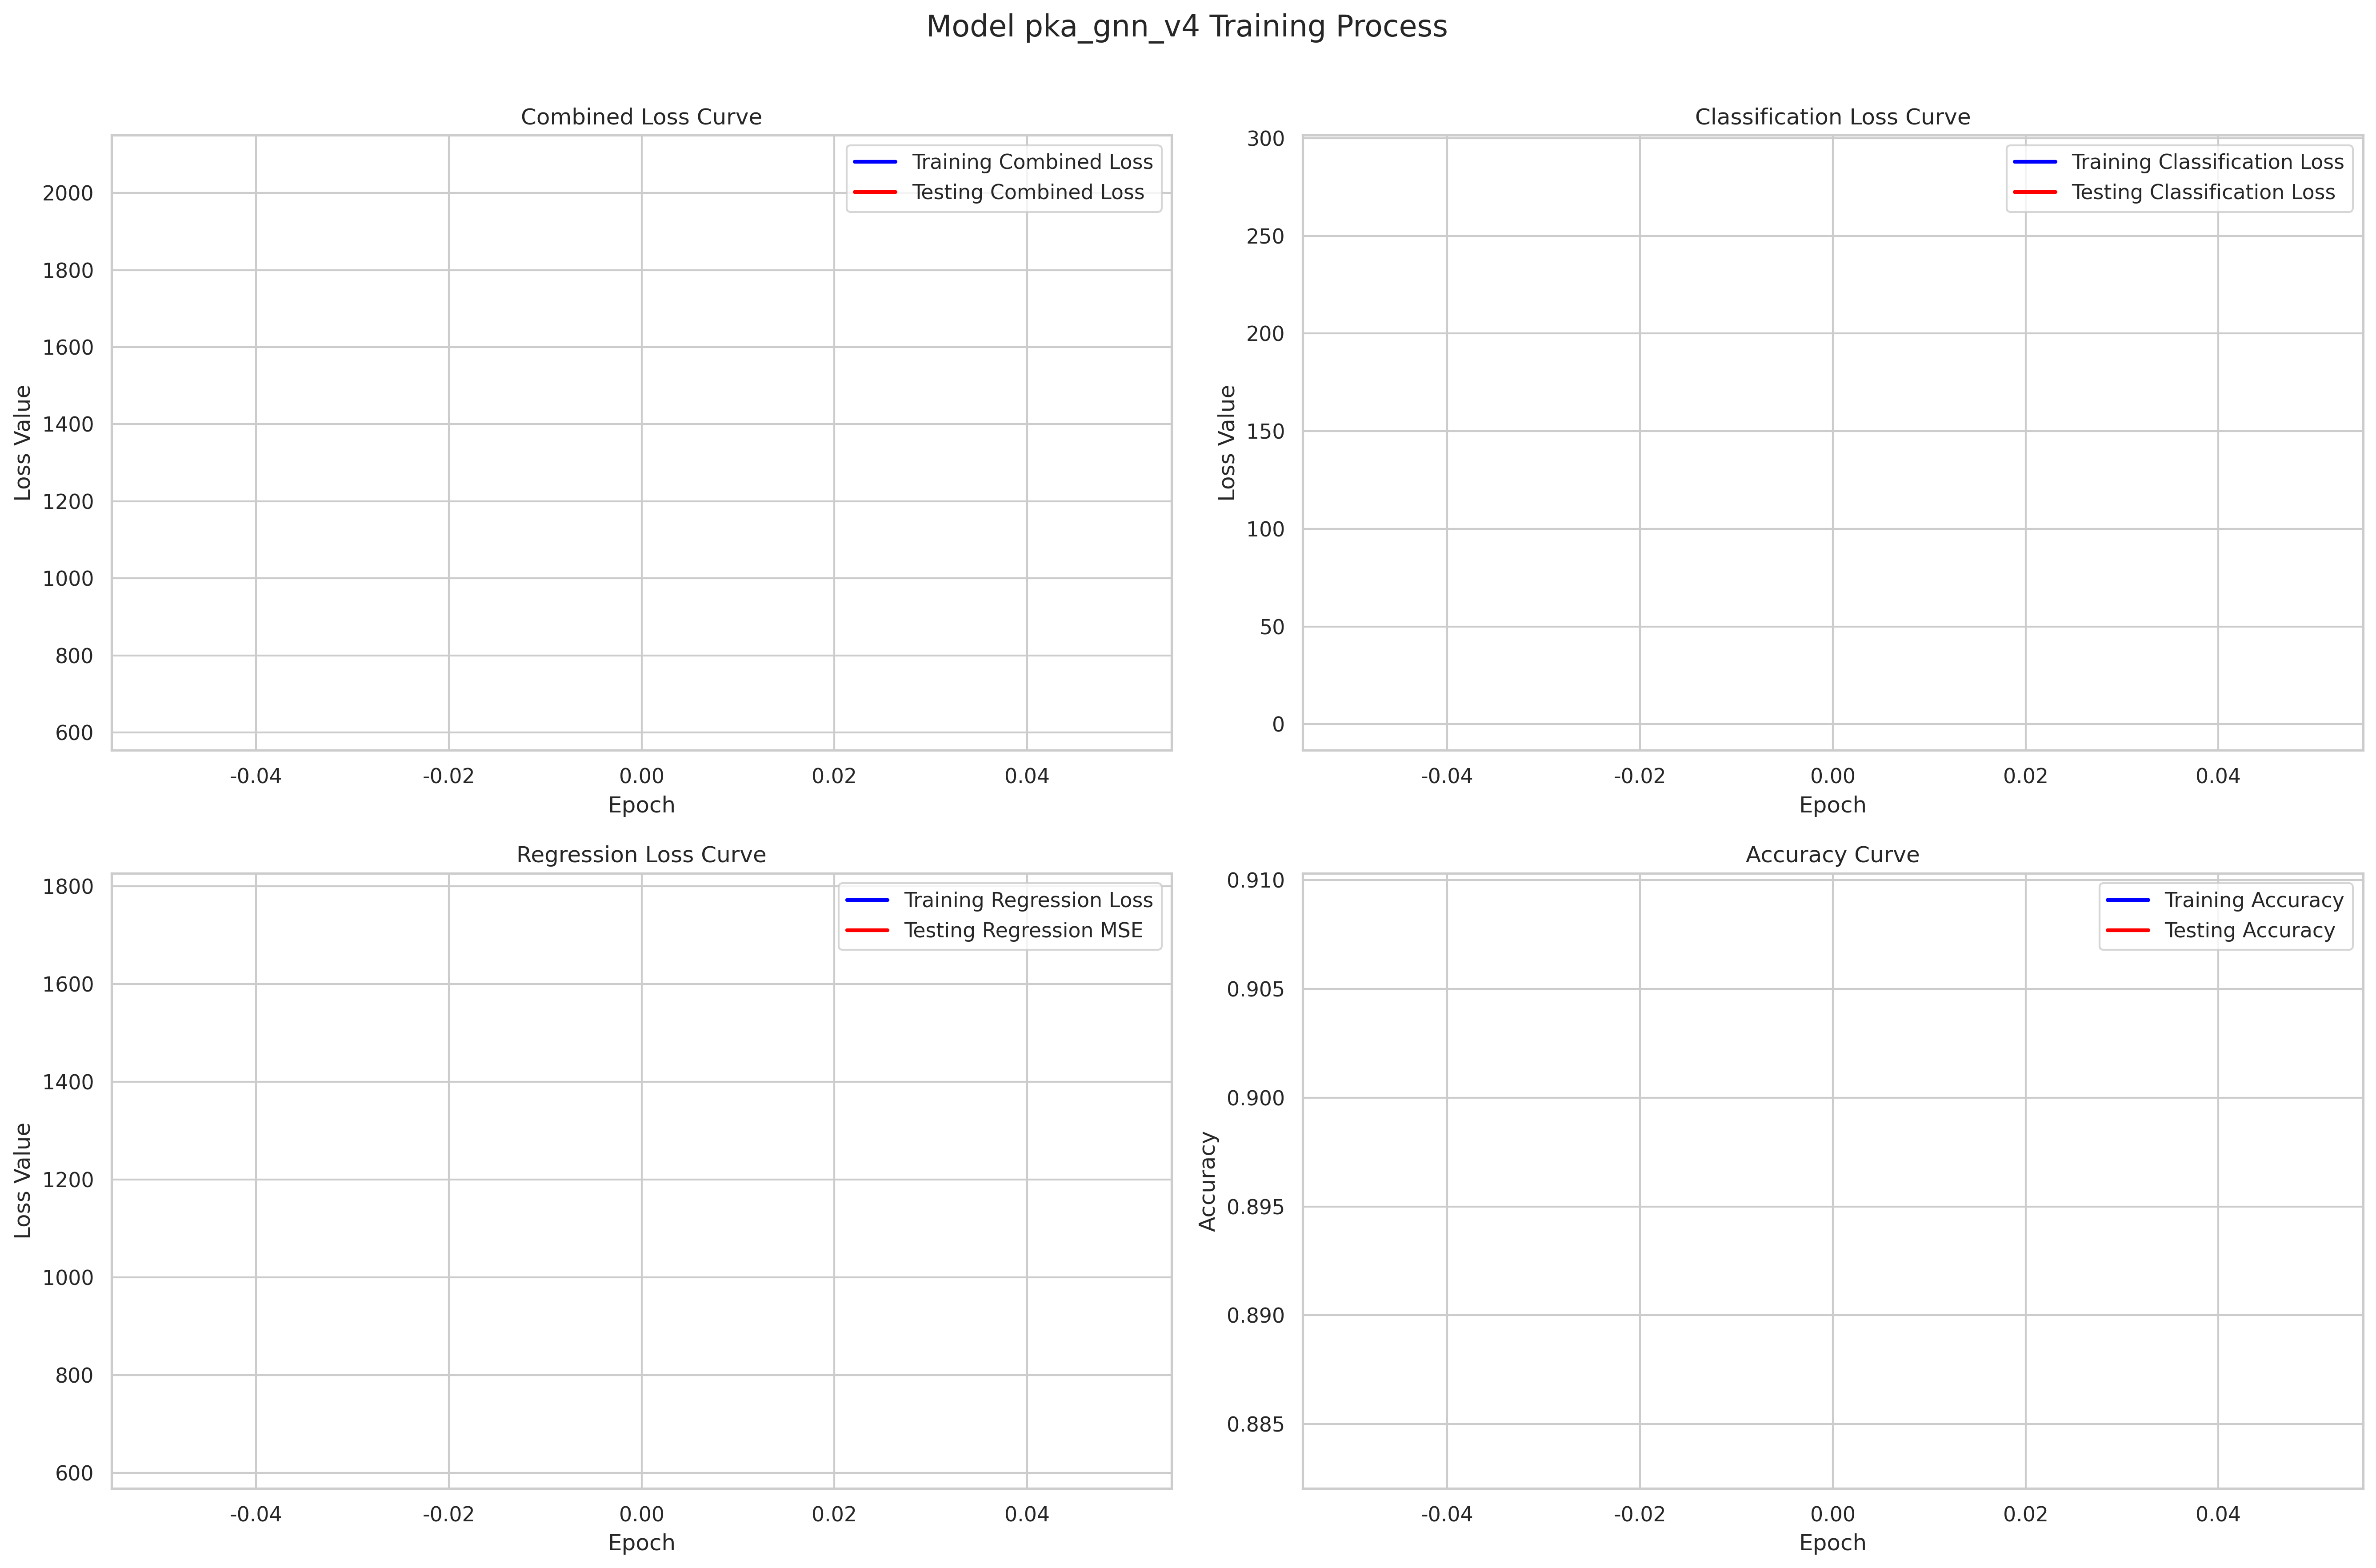 Model pka_gnn_v4 Training Process
Combined Loss Curve
Training Combined Loss
Testing Combined Loss
2000
1800
1600
1400
1200
1000
800
600
Loss Value
-0.04 -0.02 0.00 0.02 0.04
Epoch
Classification Loss Curve
Training Classification Loss
Testing Classification Loss
300
250
200
150
100
50
0
Loss Value
-0.04 -0.02 0.00 0.02 0.04
Epoch
Regression Loss Curve
Training Regression Loss
Testing Regression MSE
1800
1600
1400
1200
1000
800
600
Loss Value
-0.04 -0.02 0.00 0.02 0.04
Epoch
Accuracy Curve
Training Accuracy
Testing Accuracy
0.910
0.905
0.900
0.895
0.890
0.885
Accuracy
-0.04 -0.02 0.00 0.02 0.04
Epoch